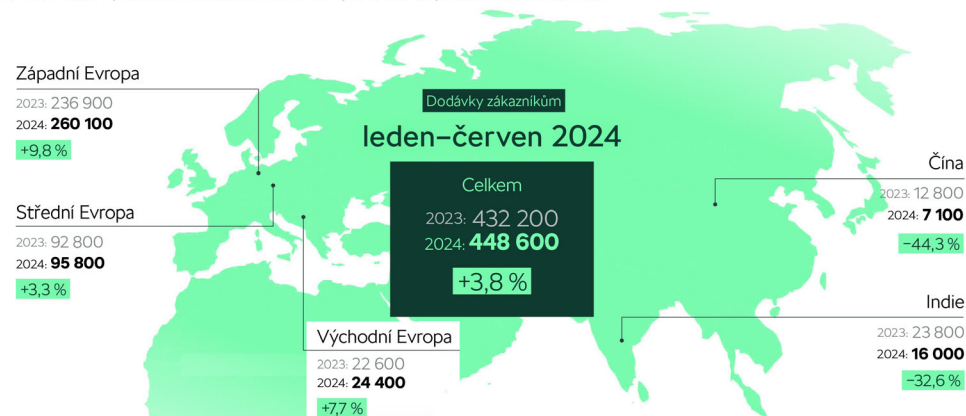 Západní Evropa
2023: 236 900
2024: 260 100
+9,8 %
Střední Evropa
2023: 92 800
2024: 95 800
+3,3 %
Dodávky zákazníkům
leden–červen 2024
Celkem
2023: 432 200
2024: 448 600
+3,8 %
Východní Evropa
2023: 22 600
2024: 24 400
+7,7 %
Čína
2023: 12 800
2024: 7 100
−44,3 %
Indie
2023: 23 800
2024: 16 000
−32,6 %